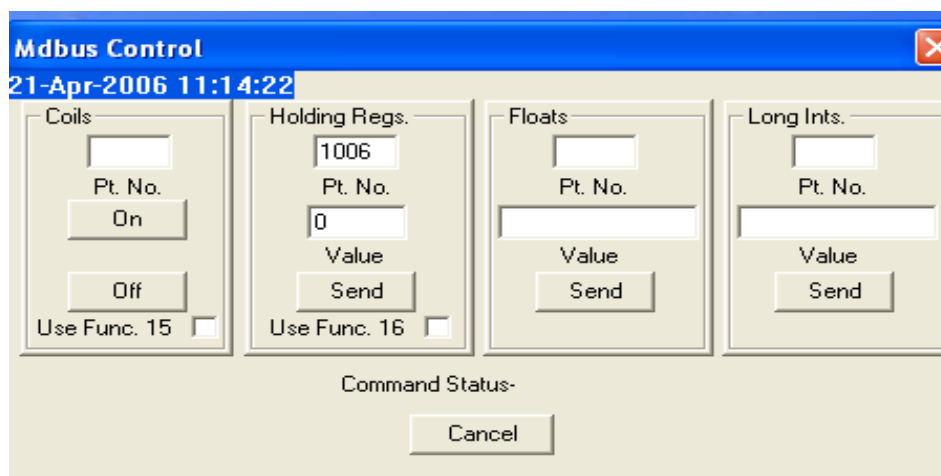 Mdbus Control
21-Apr-2006 11:14:22
Coils
Pt. No.
On
Off
Use Func. 15
Holding Regs.
1006
Pt. No.
0
Value
Send
Use Func. 16
Floats
Pt. No.
Value
Send
Long Ints.
Pt. No.
Value
Send
Command Status-
Cancel